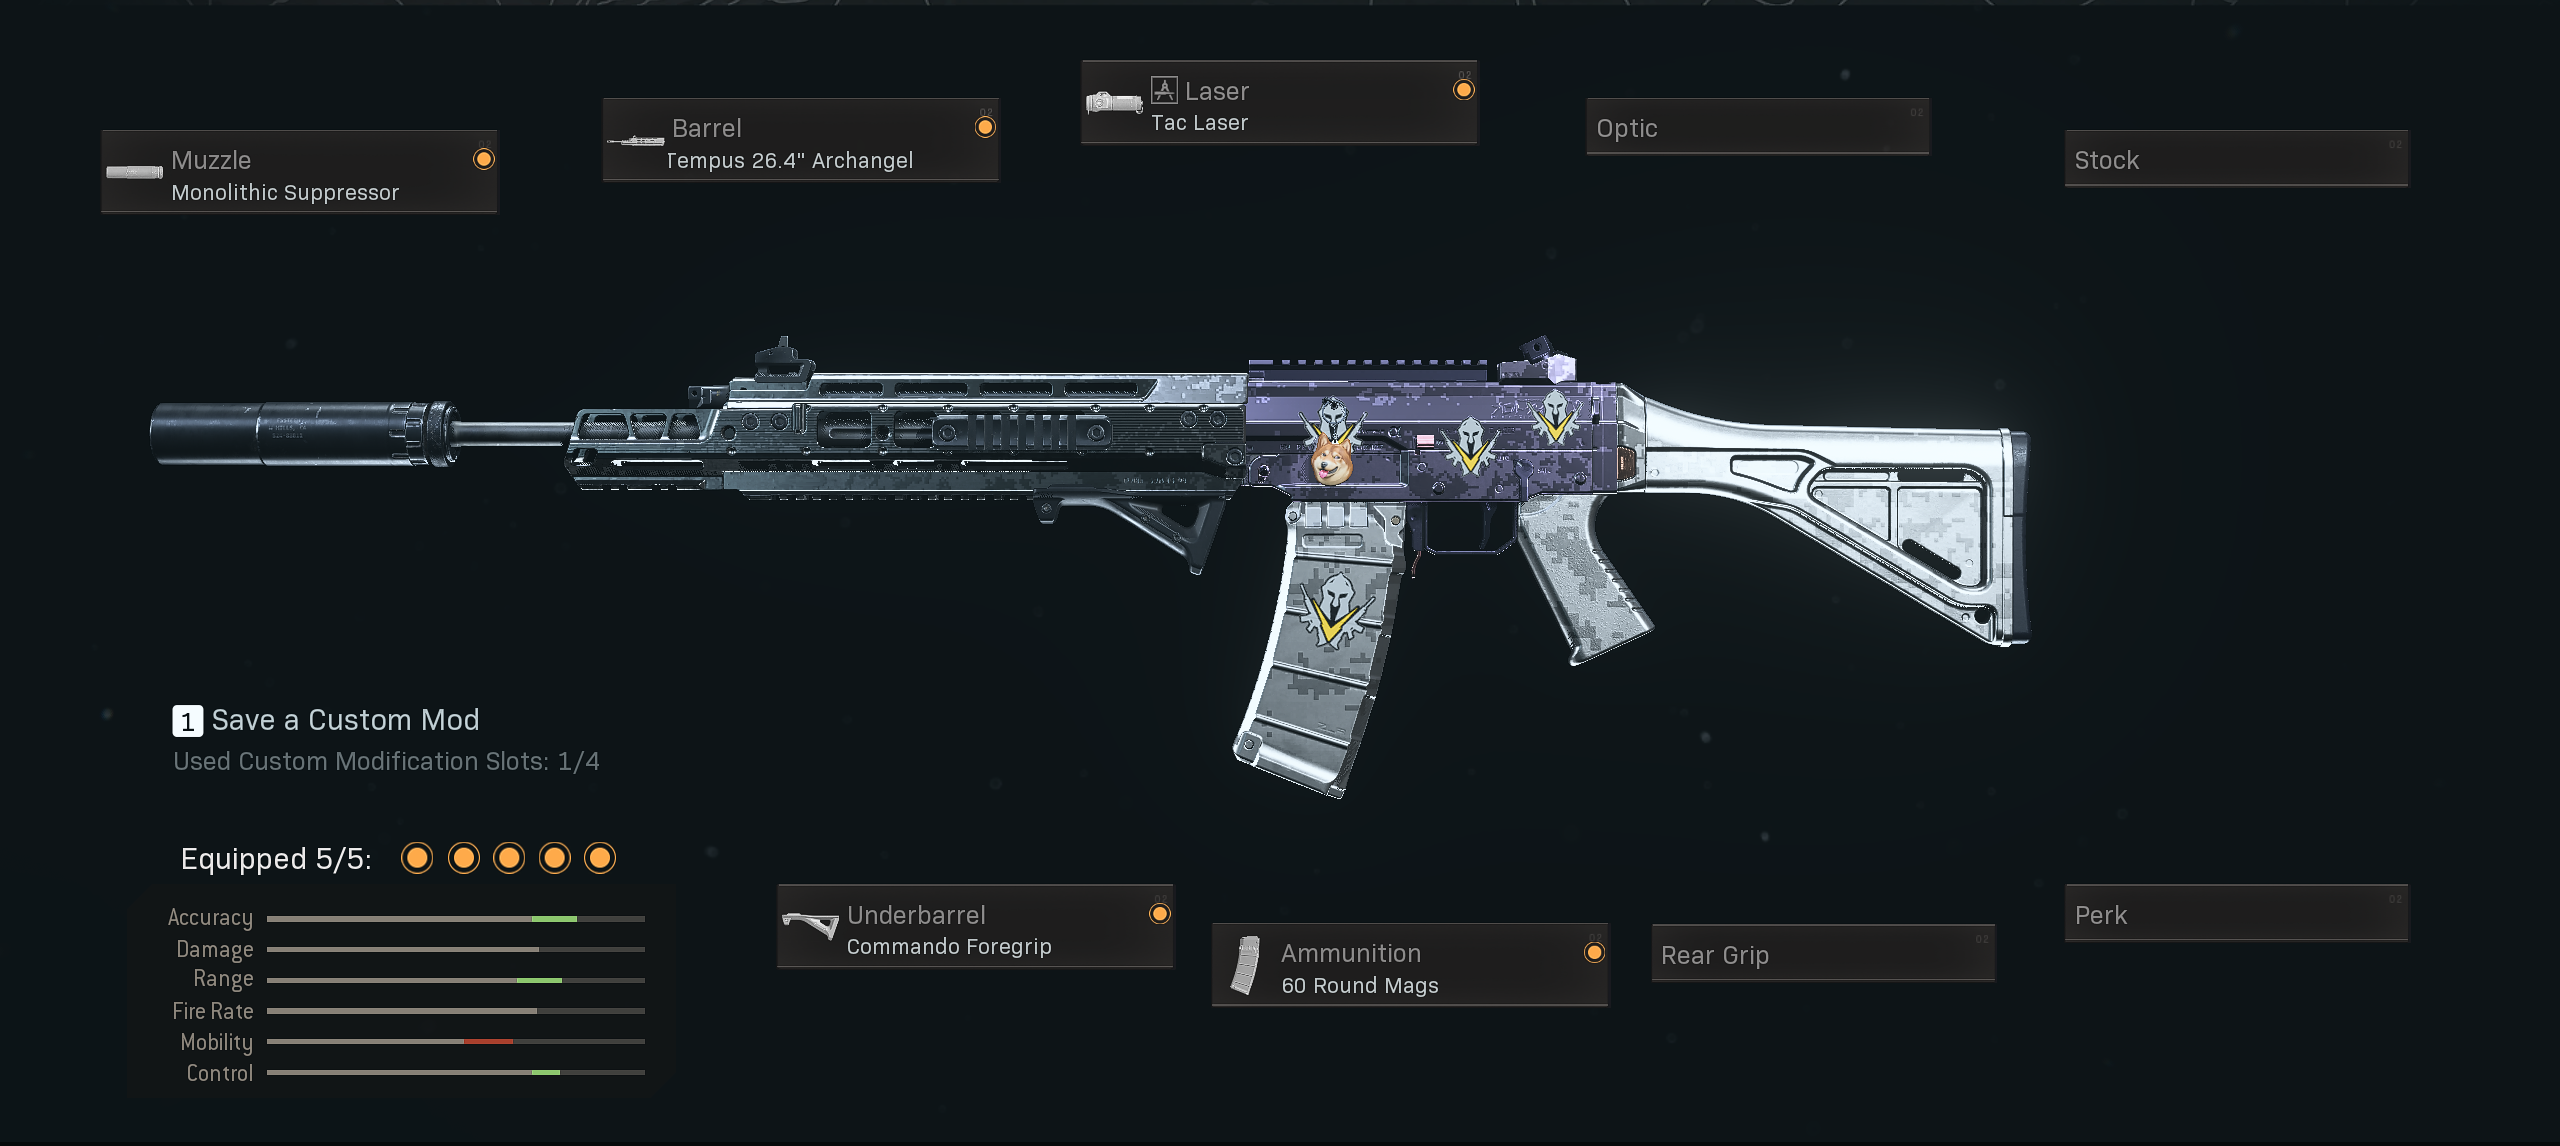 Muzzle
Monolithic Suppressor
Barrel
Tempus 26.4" Archangel
Laser
Tac Laser
Optic
Stock
1 Save a Custom Mod
Used Custom Modification Slots: 1/4
Equipped 5/5:
Accuracy
Damage
Range
Fire Rate
Mobility
Control
Underbarrel
Commando Foregrip
Ammunition
60 Round Mags
Rear Grip
Perk